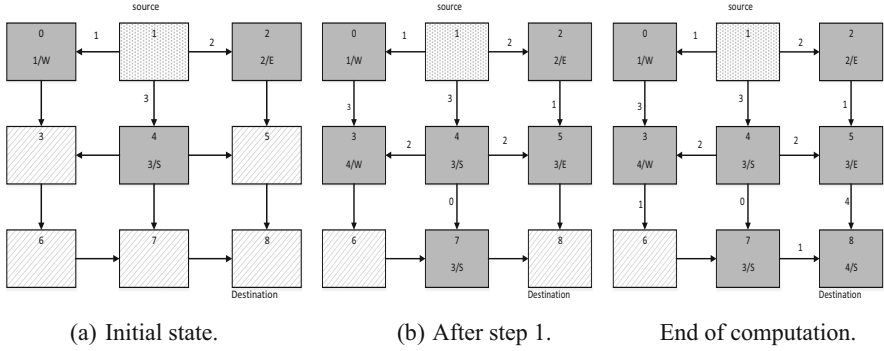 source source source
0 1 2 0 1 2 0 1 2
1 2 1 2 1 2
1/W 2/E 1/W 2/E 1/W 2/E
3 3 3 1 3 3 1
3 4 5 3 4 5 3 4 5
2 2 2 2
3/S 4/W 3/S 3/E 4/W 3/S 3/E
0 1 0 4
6 7 8 6 7 8 6 7 8
1
3/S 3/S 4/S
Destination Destination Destination
(a) Initial state. (b) After step 1. End of computation.